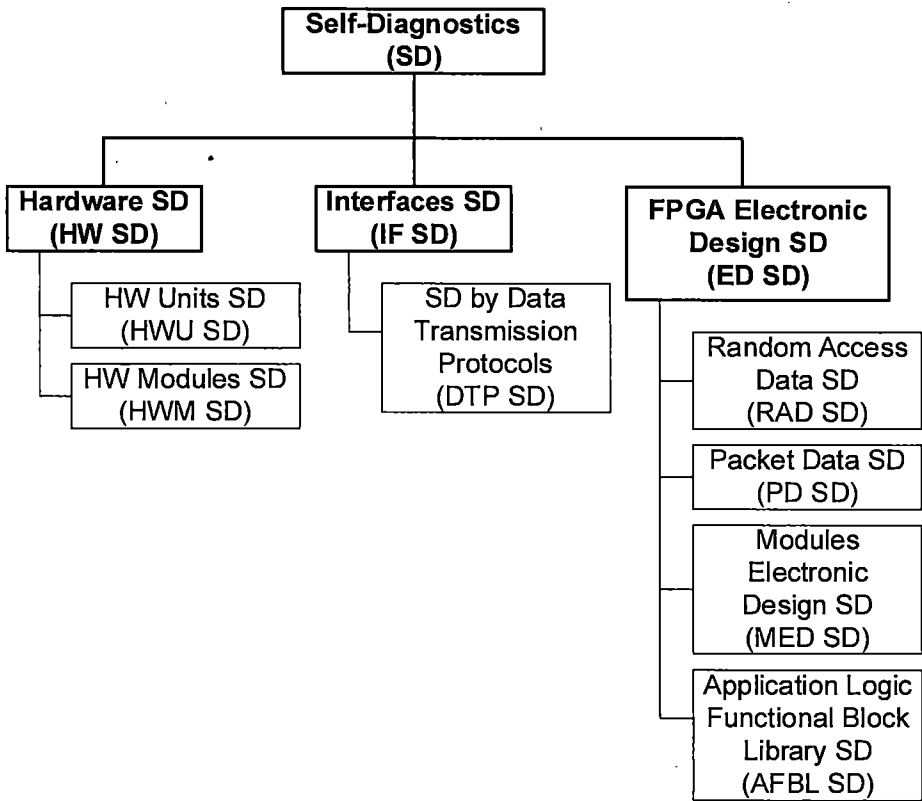 Self-Diagnostics
(SD)
Hardware SD
(HW SD)
HW Units SD
(HWU SD)
HW Modules SD
(HWM SD)
Interfaces SD
(IF SD)
SD by Data
Transmission
Protocols
(DTP SD)
FPGA Electronic
Design SD
(ED SD)
Random Access
Data SD
(RAD SD)
Packet Data SD
(PD SD)
Modules
Electronic
Design SD
(MED SD)
Application Logic
Functional Block
Library SD
(AFBL SD)